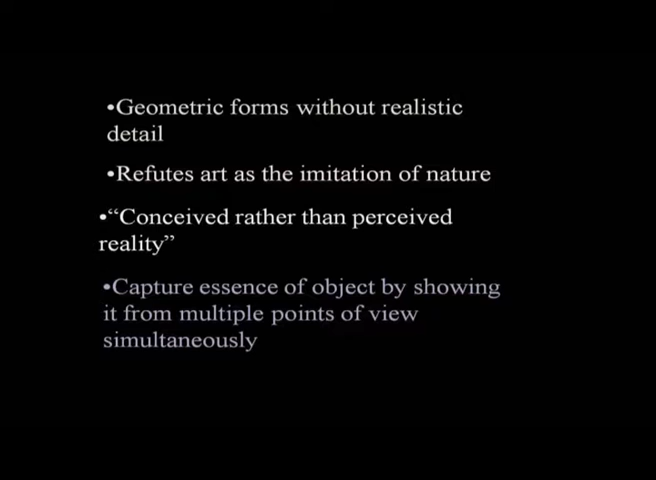 •Geometric forms without realistic
detail
•Refutes art as the imitation of nature
•“Conceived rather than perceived
reality”
•Capture essence of object by showing
it from multiple points of view
simultaneously